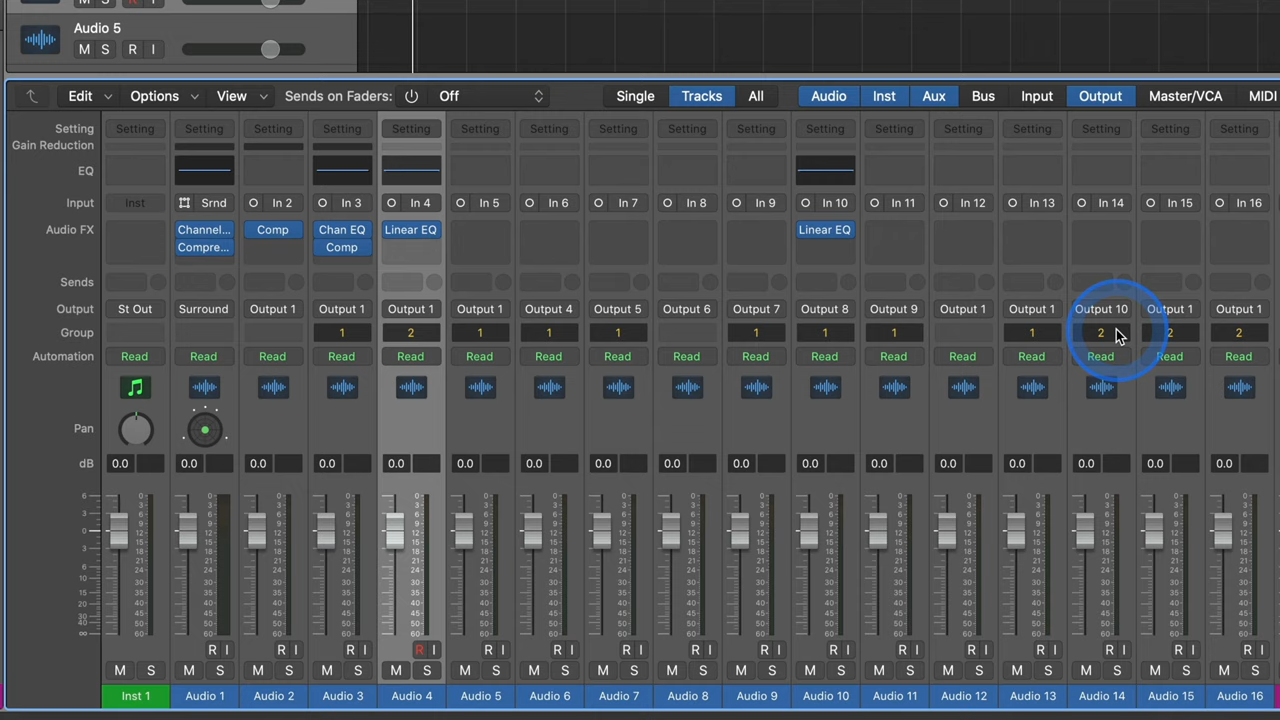 M S R I
Audio 5
M S R I
Edit Options View Sends on Faders: Off Single Tracks All Audio Inst Aux Bus Input Output Master/VCA MIDI
Setting Setting Setting Setting Setting Setting Setting Setting Setting Setting Setting Setting Setting Setting Setting Setting Setting Setting
Gain Reduction
EQ
Input Inst Srnd In 2 In 3 In 4 In 5 In 6 In 7 In 8 In 9 In 10 In 11 In 12 In 13 In 14 In 15 In 16
Audio FX Channel... Comp Chan EQ Linear EQ Linear EQ
Compre... Comp
Sends
Output St Out Surround Output 1 Output 1 Output 1 Output 1 Output 4 Output 5 Output 6 Output 7 Output 8 Output 9 Output 1 Output 1 Output 10 Output 1 Output 1
Group 1 2 1 1 1 1 1 1 1 2 2 2
Automation Read Read Read Read Read Read Read Read Read Read Read Read Read Read Read Read Read
Pan
dB 0.0 0.0 0.0 0.0 0.0 0.0 0.0 0.0 0.0 0.0 0.0 0.0 0.0 0.0 0.0 0.0 0.0
R I R I R I R I R I R I R I R I R I R I R I R I R I R I R I R I
M S M S M S M S M S M S M S M S M S M S M S M S M S M S M S M S M S
Inst 1 Audio 1 Audio 2 Audio 3 Audio 4 Audio 5 Audio 6 Audio 7 Audio 8 Audio 9 Audio 10 Audio 11 Audio 12 Audio 13 Audio 14 Audio 15 Audio 16